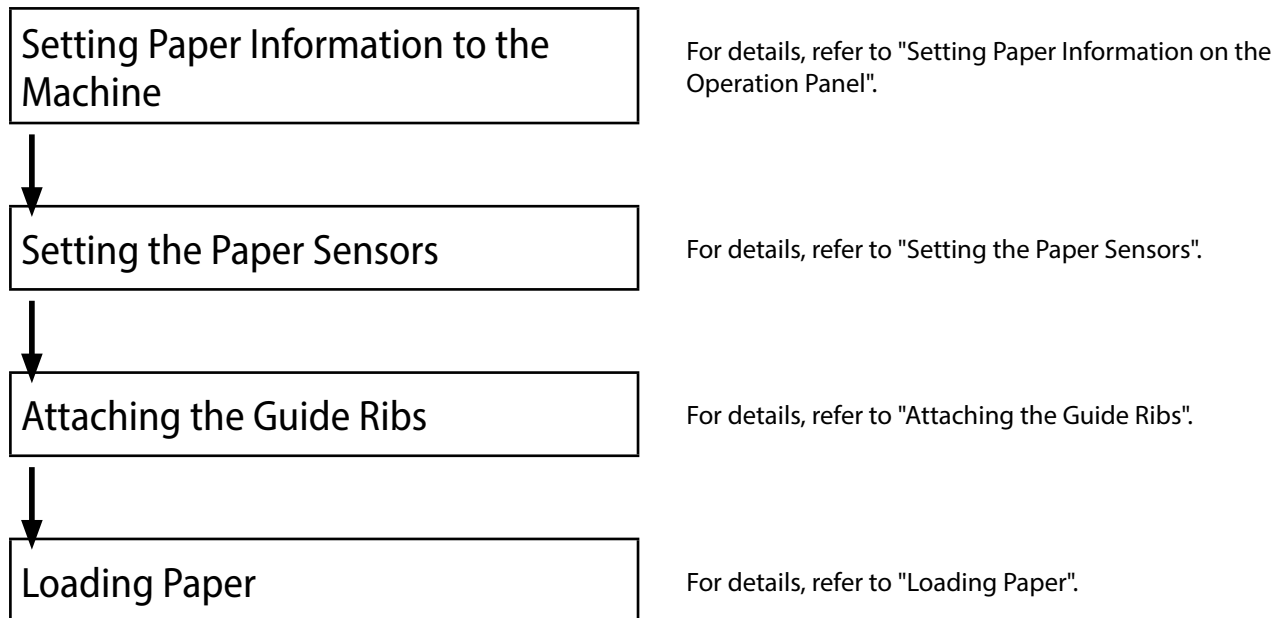 Setting Paper Information to the
Machine
For details, refer to "Setting Paper Information on the
Operation Panel".
Setting the Paper Sensors
For details, refer to "Setting the Paper Sensors".
Attaching the Guide Ribs
For details, refer to "Attaching the Guide Ribs".
Loading Paper
For details, refer to "Loading Paper".